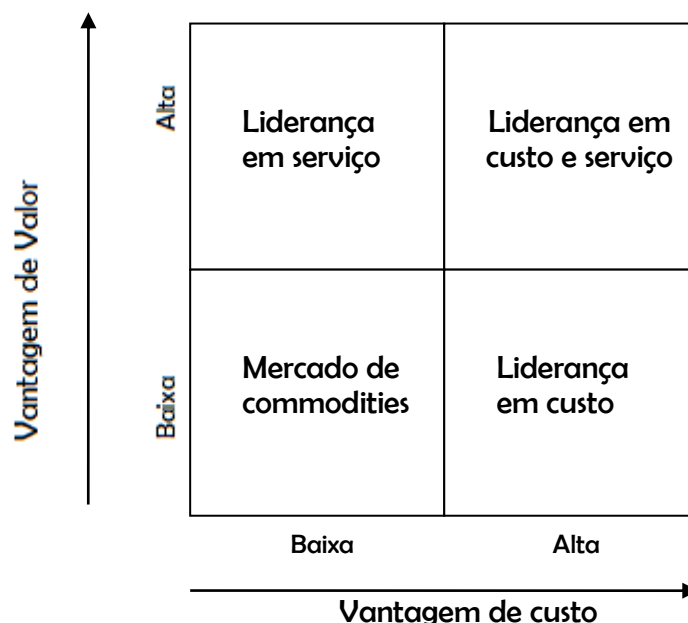 Vantagem de Valor
Alta
Liderança
em serviço
Liderança em
custo e serviço
Baixa
Mercado de
commodities
Liderança
em custo
Baixa
Alta
Vantagem de custo